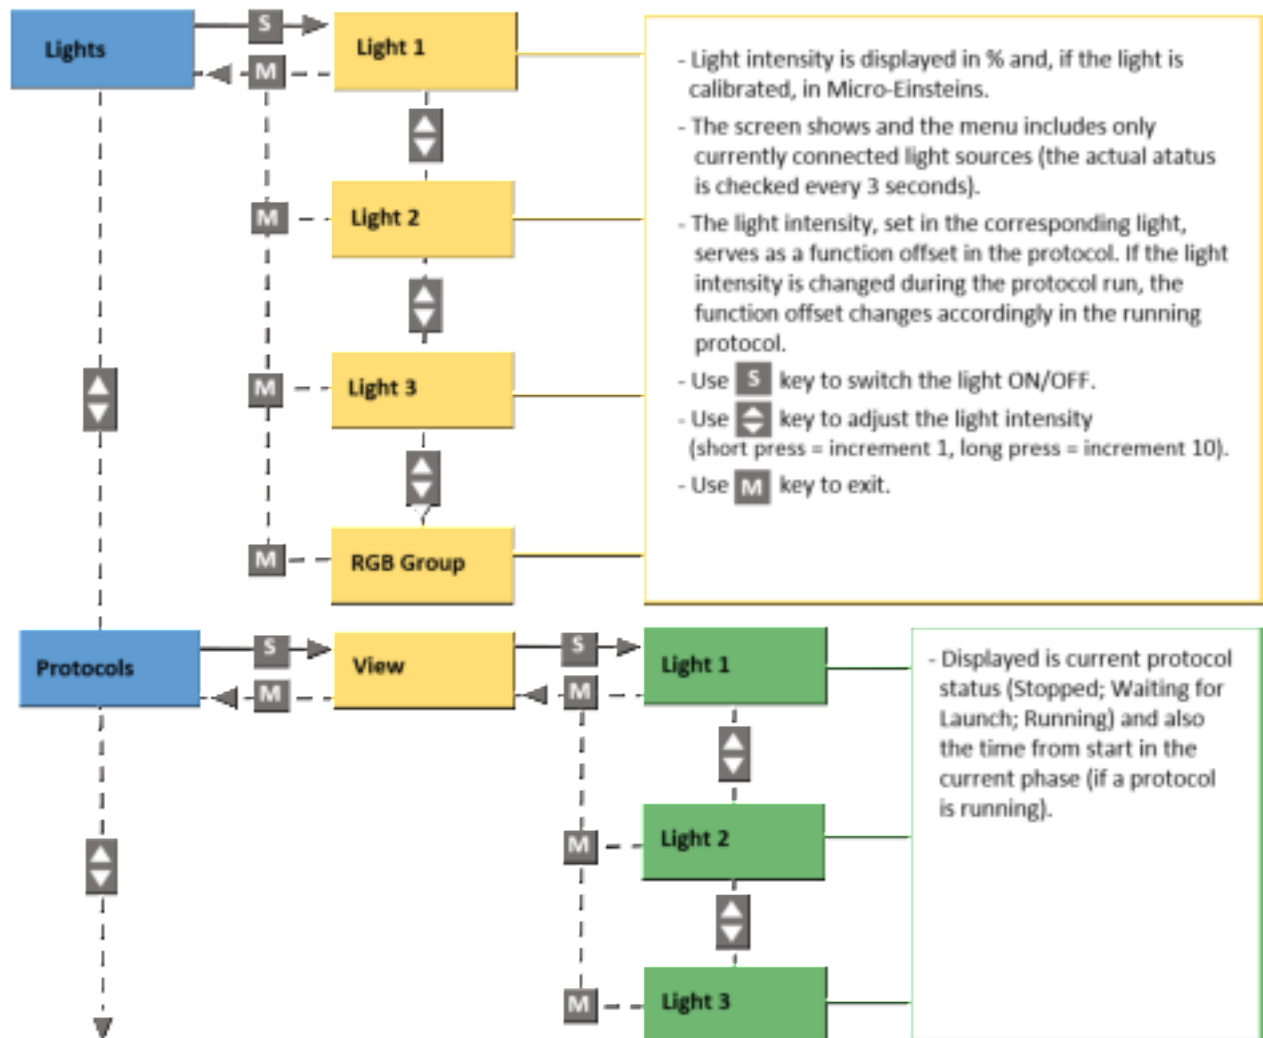 Lights
S
Light 1
M
- Light intensity is displayed in % and, if the light is
calibrated, in Micro-Einsteins.
- The screen shows and the menu includes only
currently connected light sources (the actual atatus
is checked every 3 seconds).
M
Light 2
- The light intensity, set in the corresponding light,
serves as a function offset in the protocol. If the light
intensity is changed during the protocol run, the
function offset changes accordingly in the running
protocol.
M
Light 3
- Use S key to switch the light ON/OFF.
- Use key to adjust the light intensity
(short press = increment 1, long press = increment 10).
- Use M key to exit.
M
RGB Group
Protocols
S
M
View
S
M
Light 1
- Displayed is current protocol
status (Stopped; Waiting for
Launch; Running) and also
the time from start in the
current phase (if a protocol
is running).
M
Light 2
M
Light 3